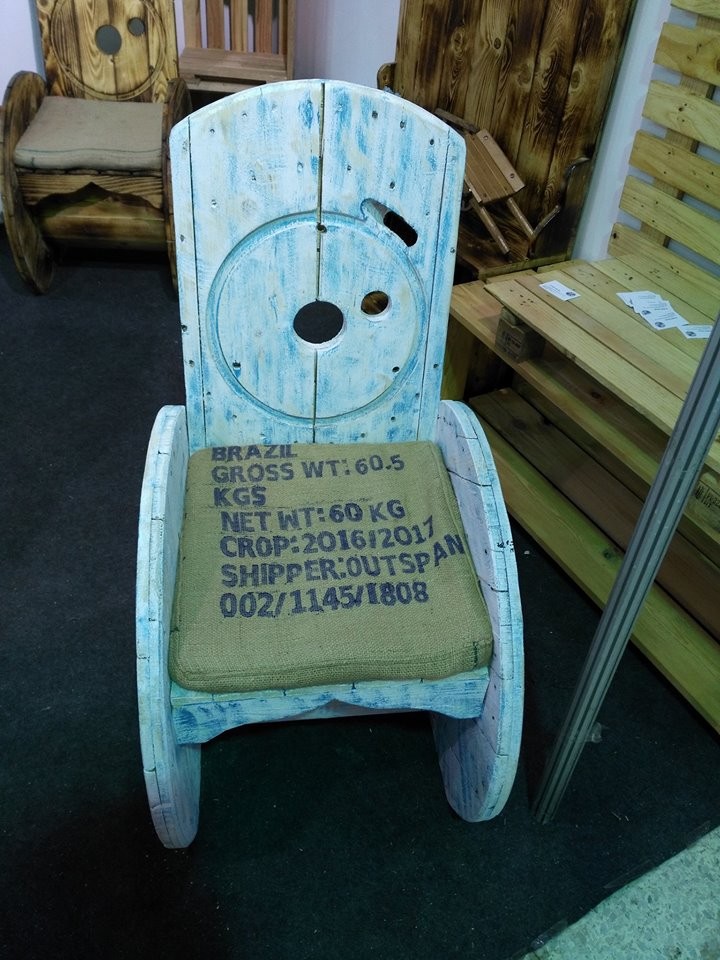 BRAZIL
GROSS WT: 60.5
KGS
NET WT: 60 KG
CROP: 2016/2017
SHIPPER: OUTSPAN
002/1145/1808